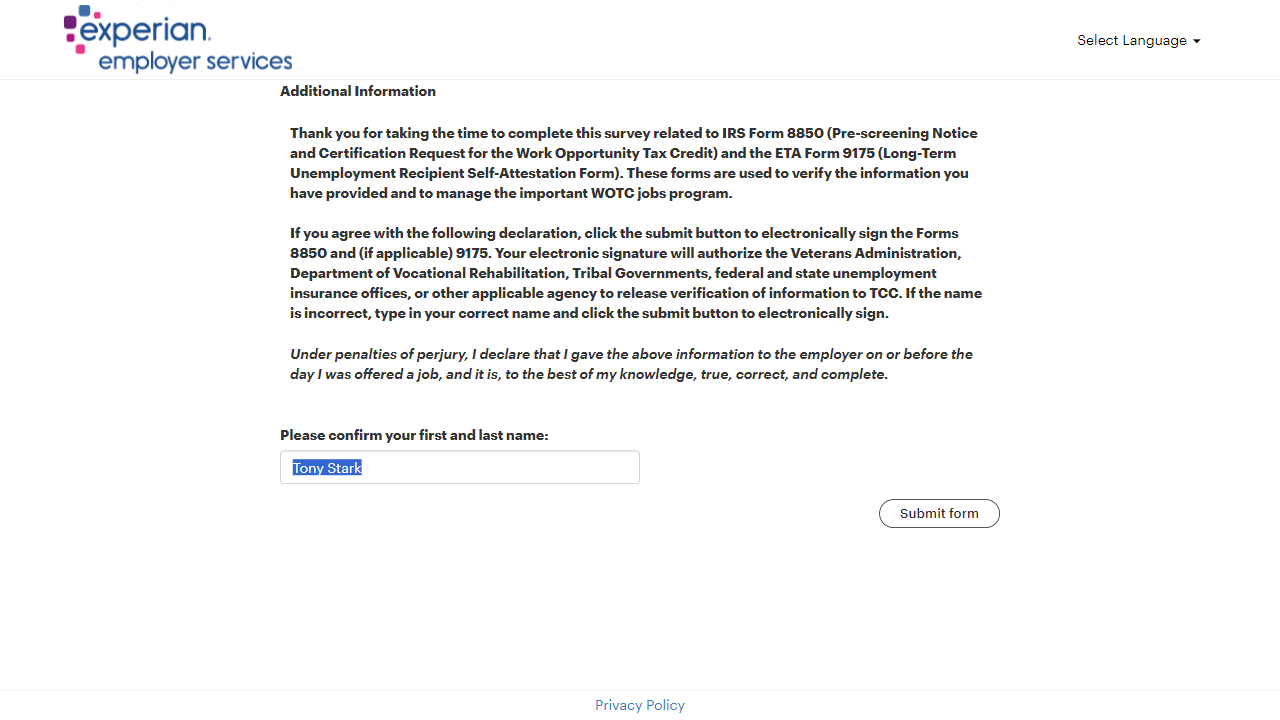 experian.
employer services
Select Language
Additional Information
Thank you for taking the time to complete this survey related to IRS Form 8850 (Pre-screening Notice
and Certification Request for the Work Opportunity Tax Credit) and the ETA Form 9175 (Long-Term
Unemployment Recipient Self-Attestation Form). These forms are used to verify the information you
have provided and to manage the important WOTC jobs program.
If you agree with the following declaration, click the submit button to electronically sign the Forms
8850 and (if applicable) 9175. Your electronic signature will authorize the Veterans Administration,
Department of Vocational Rehabilitation, Tribal Governments, federal and state unemployment
insurance offices, or other applicable agency to release verification of information to TCC. If the name
is incorrect, type in your correct name and click the submit button to electronically sign.
Under penalties of perjury, I declare that I gave the above information to the employer on or before the
day I was offered a job, and it is, to the best of my knowledge, true, correct, and complete.
Please confirm your first and last name:
Tony Stark
Submit form
Privacy Policy